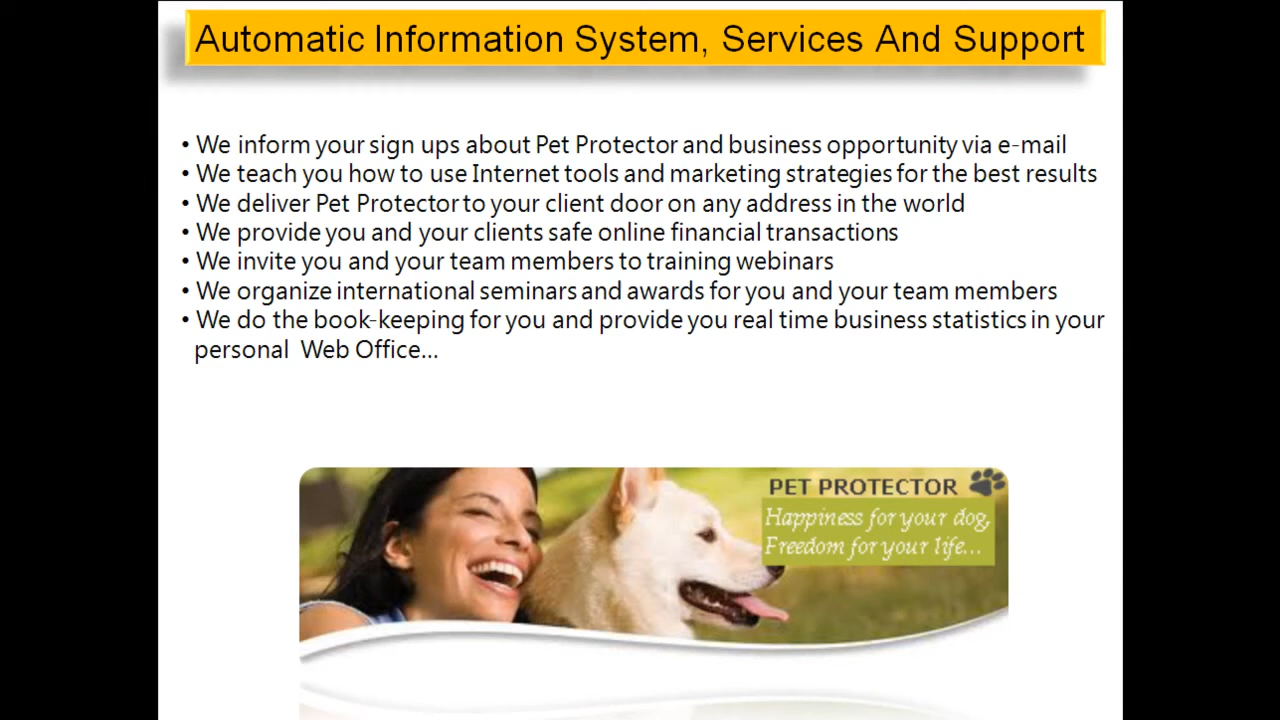 Automatic Information System, Services And Support
• We inform your sign ups about Pet Protector and business opportunity via e-mail
• We teach you how to use Internet tools and marketing strategies for the best results
• We deliver Pet Protector to your client door on any address in the world
• We provide you and your clients safe online financial transactions
• We invite you and your team members to training webinars
• We organize international seminars and awards for you and your team members
• We do the book-keeping for you and provide you real time business statistics in your
personal Web Office...
PET PROTECTOR
Happiness for your dog,
Freedom for your life...